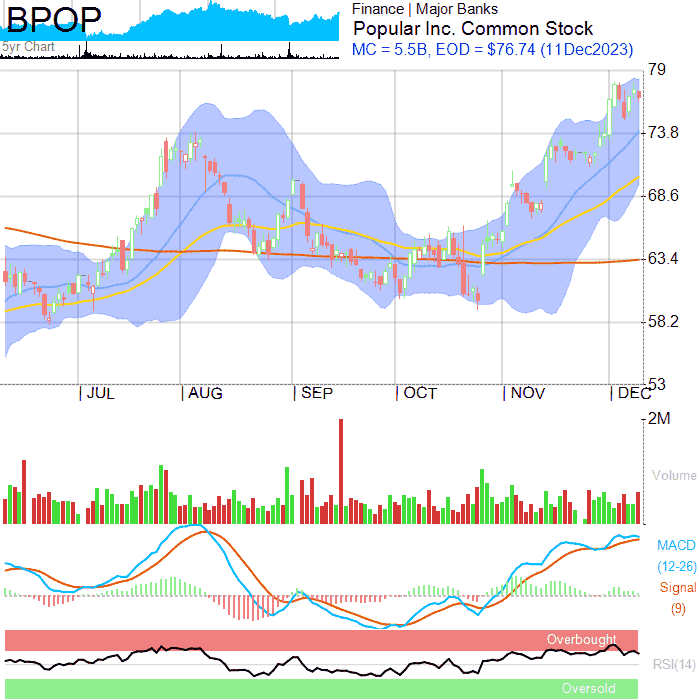 BPOP
5yr Chart
Finance | Major Banks
Popular Inc. Common Stock
MC = 5.5B, EOD = $76.74 (11Dec2023)
79
73.8
68.6
63.4
58.2
53
| JUL | AUG | SEP | OCT | NOV | DEC
2M
Volume
MACD
(12-26)
Signal
(9)
Overbought
RSI(14)
Oversold